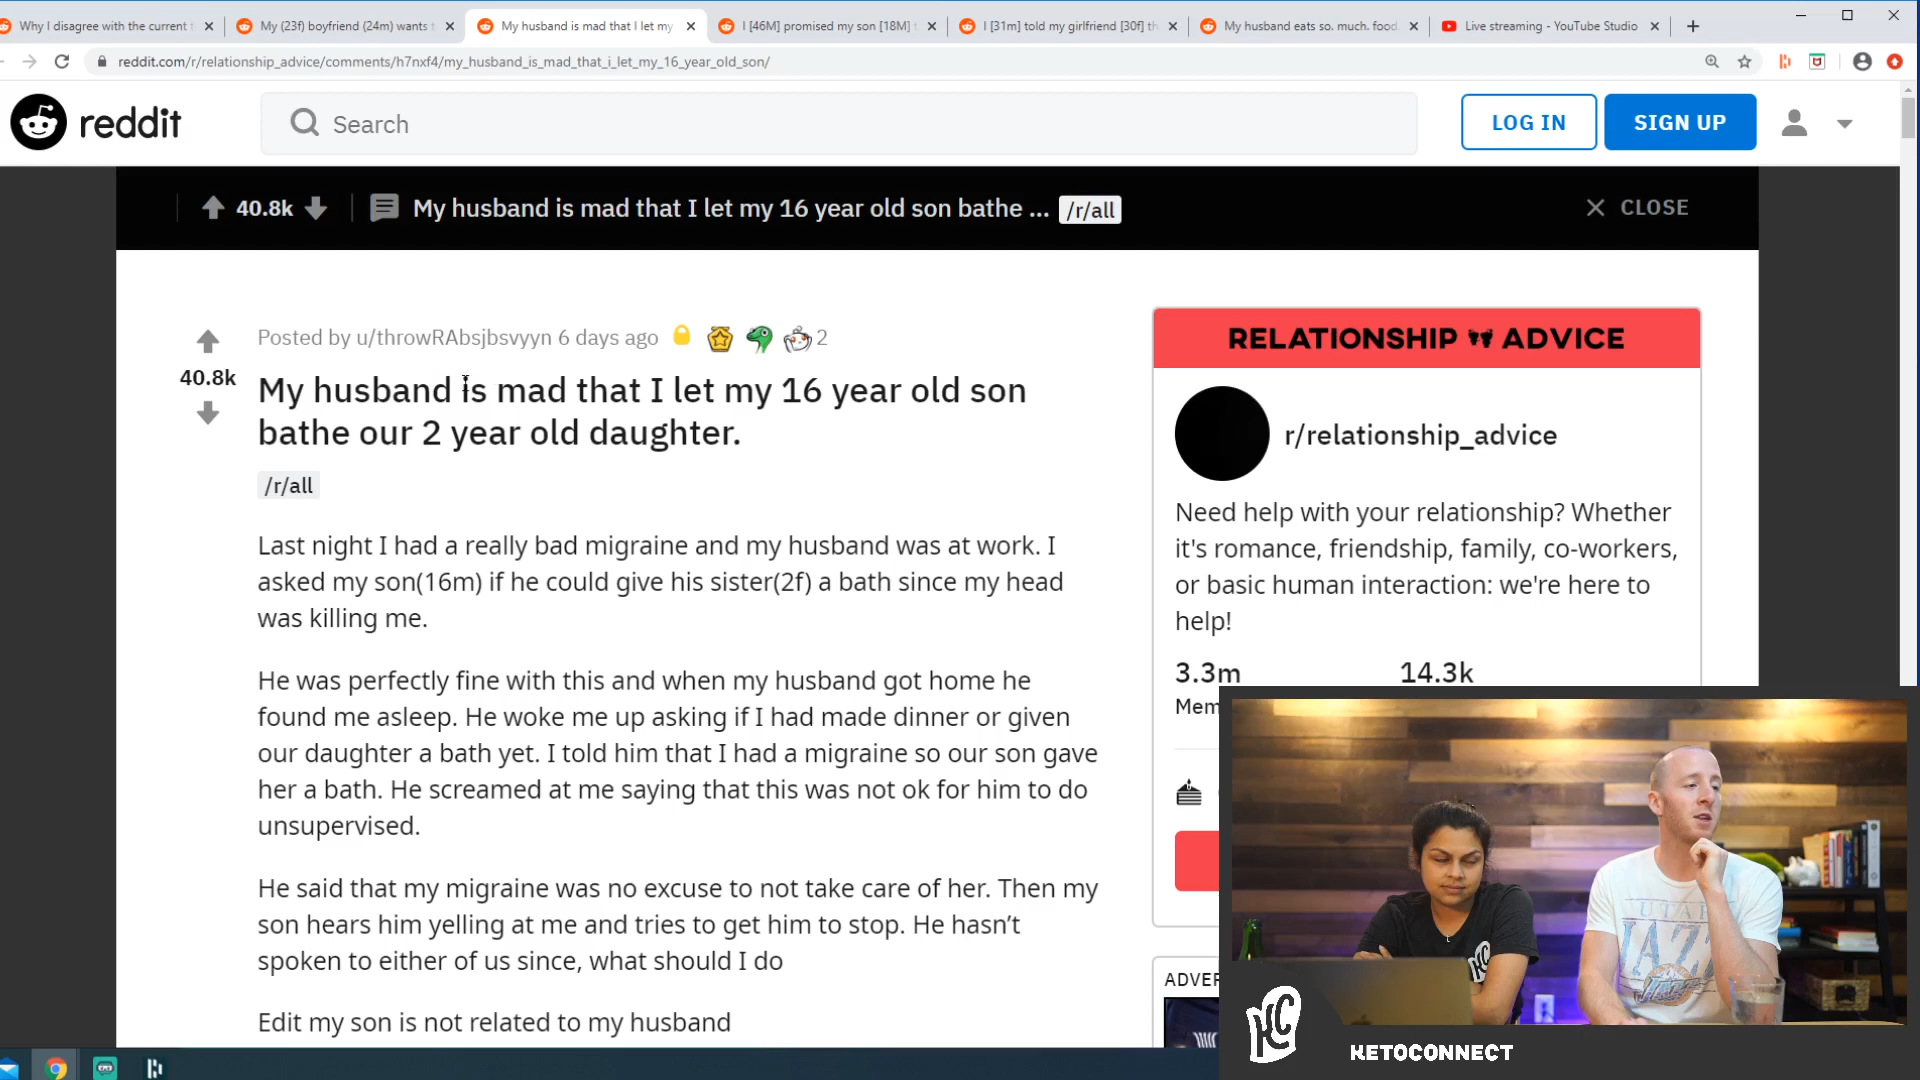 Why I disagree with the current
My (23f) boyfriend (24m) wants
My husband is mad that I let my
I [46M] promised my son [18M]
I [31m] told my girlfriend [30f] th
My husband eats so. much. food.
Live streaming - YouTube Studio
reddit.com/r/relationship_advice/comments/h7nxf4/my_husband_is_mad_that_i_let_my_16_year_old_son/
reddit
Search
LOG IN
SIGN UP
40.8k
My husband is mad that I let my 16 year old son bathe ...
/r/all
CLOSE
Posted by u/throwRAbsjbsvyyn 6 days ago
2
40.8k
My husband is mad that I let my 16 year old son
bathe our 2 year old daughter.
/r/all
Last night I had a really bad migraine and my husband was at work. I
asked my son(16m) if he could give his sister(2f) a bath since my head
was killing me.
He was perfectly fine with this and when my husband got home he
found me asleep. He woke me up asking if I had made dinner or given
our daughter a bath yet. I told him that I had a migraine so our son gave
her a bath. He screamed at me saying that this was not ok for him to do
unsupervised.
He said that my migraine was no excuse to not take care of her. Then my
son hears him yelling at me and tries to get him to stop. He hasn't
spoken to either of us since, what should I do
Edit my son is not related to my husband
RELATIONSHIP ADVICE
r/relationship_advice
Need help with your relationship? Whether
it's romance, friendship, family, co-workers,
or basic human interaction: we're here to
help!
3.3m
14.3k
Mem
ADVER
UTAH
JAZZ
KC
KC
KETOCONNECT